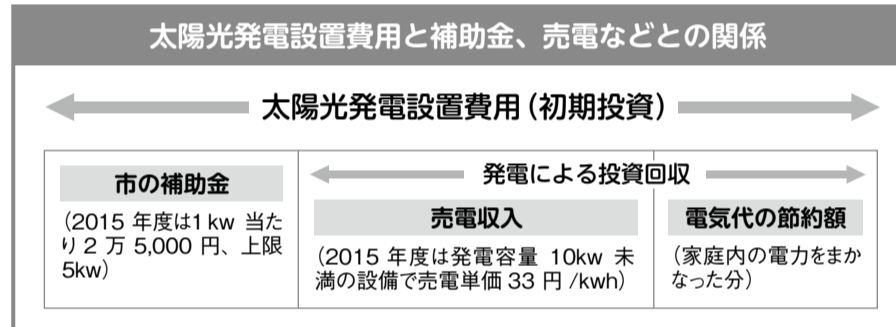 太陽光発電設置費用と補助金、売電などとの関係
太陽光発電設置費用（初期投資）
発電による投資回収
市の補助金
（2015 年度は1kw 当た
り 2 万 5,000 円、上限
5kw）
売電収入
（2015 年度は発電容量 10kw 未
満の設備で売電単価 33 円 /kwh）
電気代の節約額
（家庭内の電力をまか
なった分）